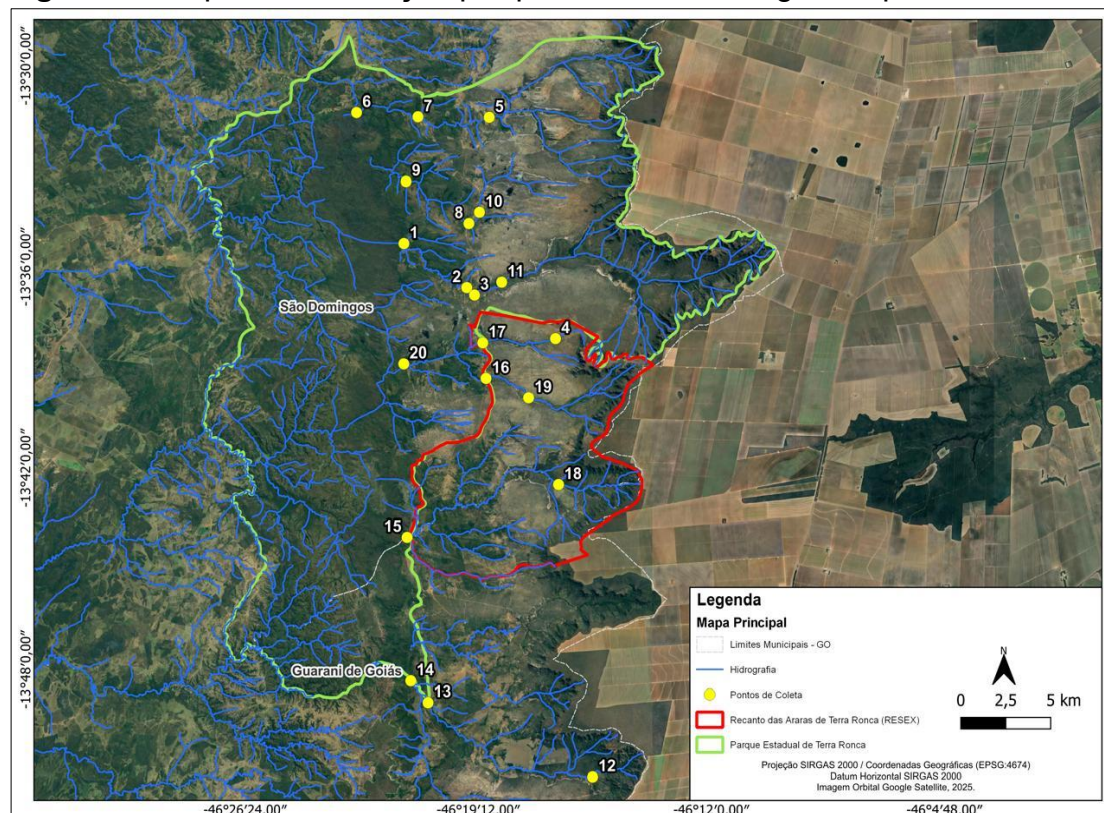 -13°30'0,00"
-13°36'0,00"
-13°42'0,00"
-13°48'0,00"
6
7
5
9
10
8
1
11
2
3
São Domingos
4
17
20
16
19
18
15
Guarani de Goiás
14
13
12
Legenda
Mapa Principal
Limites Municipais - GO
Hidrografia
Pontos de Coleta
Recanto das Araras de Terra Ronca (RESEX)
Parque Estadual de Terra Ronca
N
0 2,5 5 km
Projeção SIRGAS 2000 / Coordenadas Geográficas (EPSG:4674)
Datum Horizontal SIRGAS 2000
Imagem Orbital Google Satellite, 2025.
-46°26'24,00" -46°19'12,00" -46°12'0,00" -46°4'48,00"